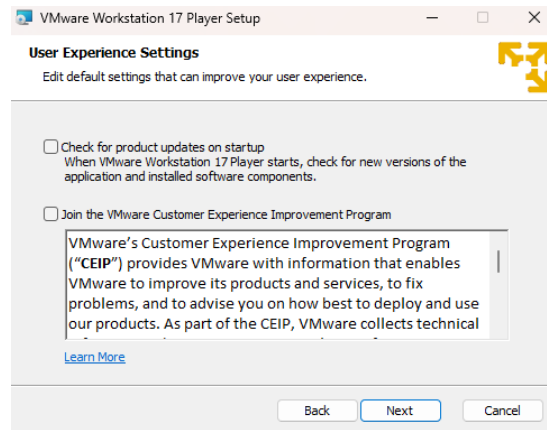 VMware Workstation 17 Player Setup
User Experience Settings
Edit default settings that can improve your user experience.
Check for product updates on startup
When VMware Workstation 17 Player starts, check for new versions of the
application and installed software components.
Join the VMware Customer Experience Improvement Program
VMware's Customer Experience Improvement Program
("CEIP") provides VMware with information that enables
VMware to improve its products and services, to fix
problems, and to advise you on how best to deploy and use
our products. As part of the CEIP, VMware collects technical
Learn More
Back Next Cancel